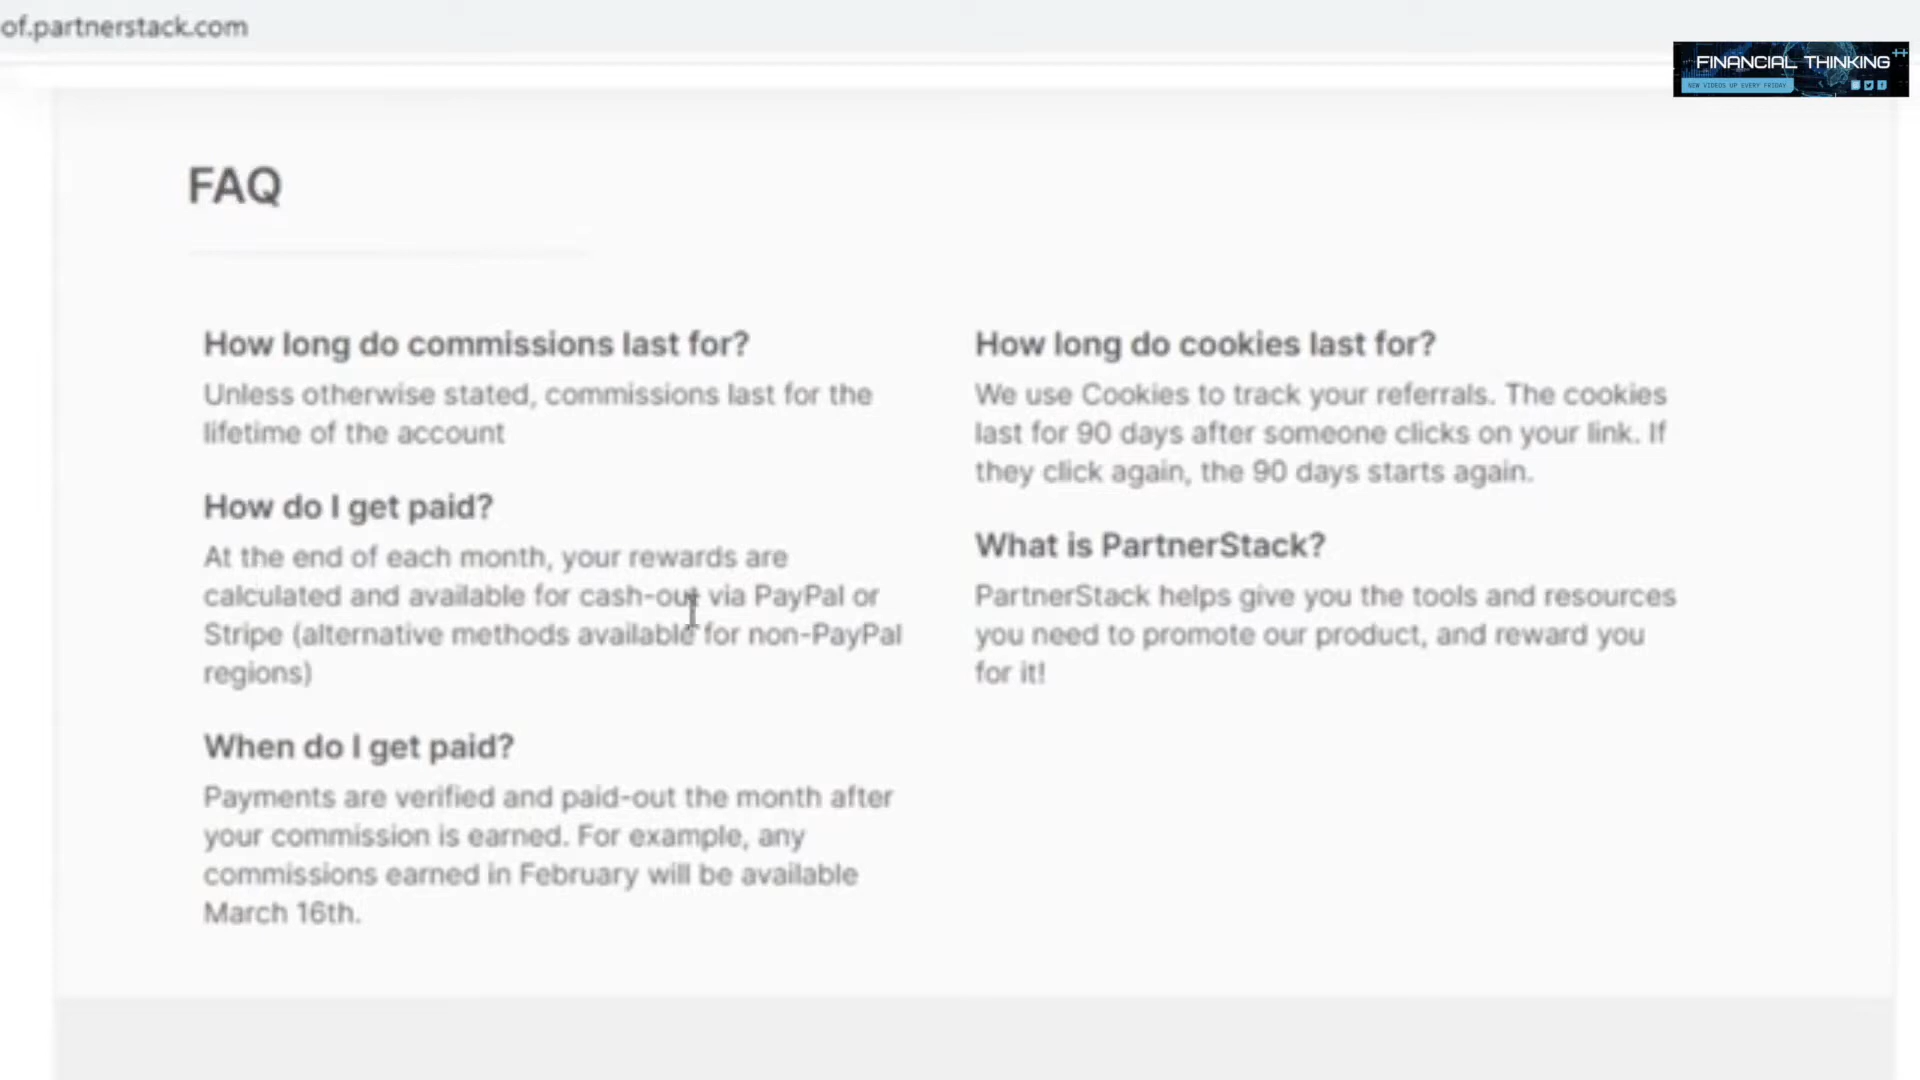 of.partnerstack.com
FINANCIAL THINKING
NEW VIDEOS UP EVERY FRIDAY
FAQ
How long do commissions last for?
Unless otherwise stated, commissions last for the
lifetime of the account
How do I get paid?
At the end of each month, your rewards are
calculated and available for cash-out via PayPal or
Stripe (alternative methods available for non-PayPal
regions)
When do I get paid?
Payments are verified and paid-out the month after
your commission is earned. For example, any
commissions earned in February will be available
March 16th.
How long do cookies last for?
We use Cookies to track your referrals. The cookies
last for 90 days after someone clicks on your link. If
they click again, the 90 days starts again.
What is PartnerStack?
PartnerStack helps give you the tools and resources
you need to promote our product, and reward you
for it!